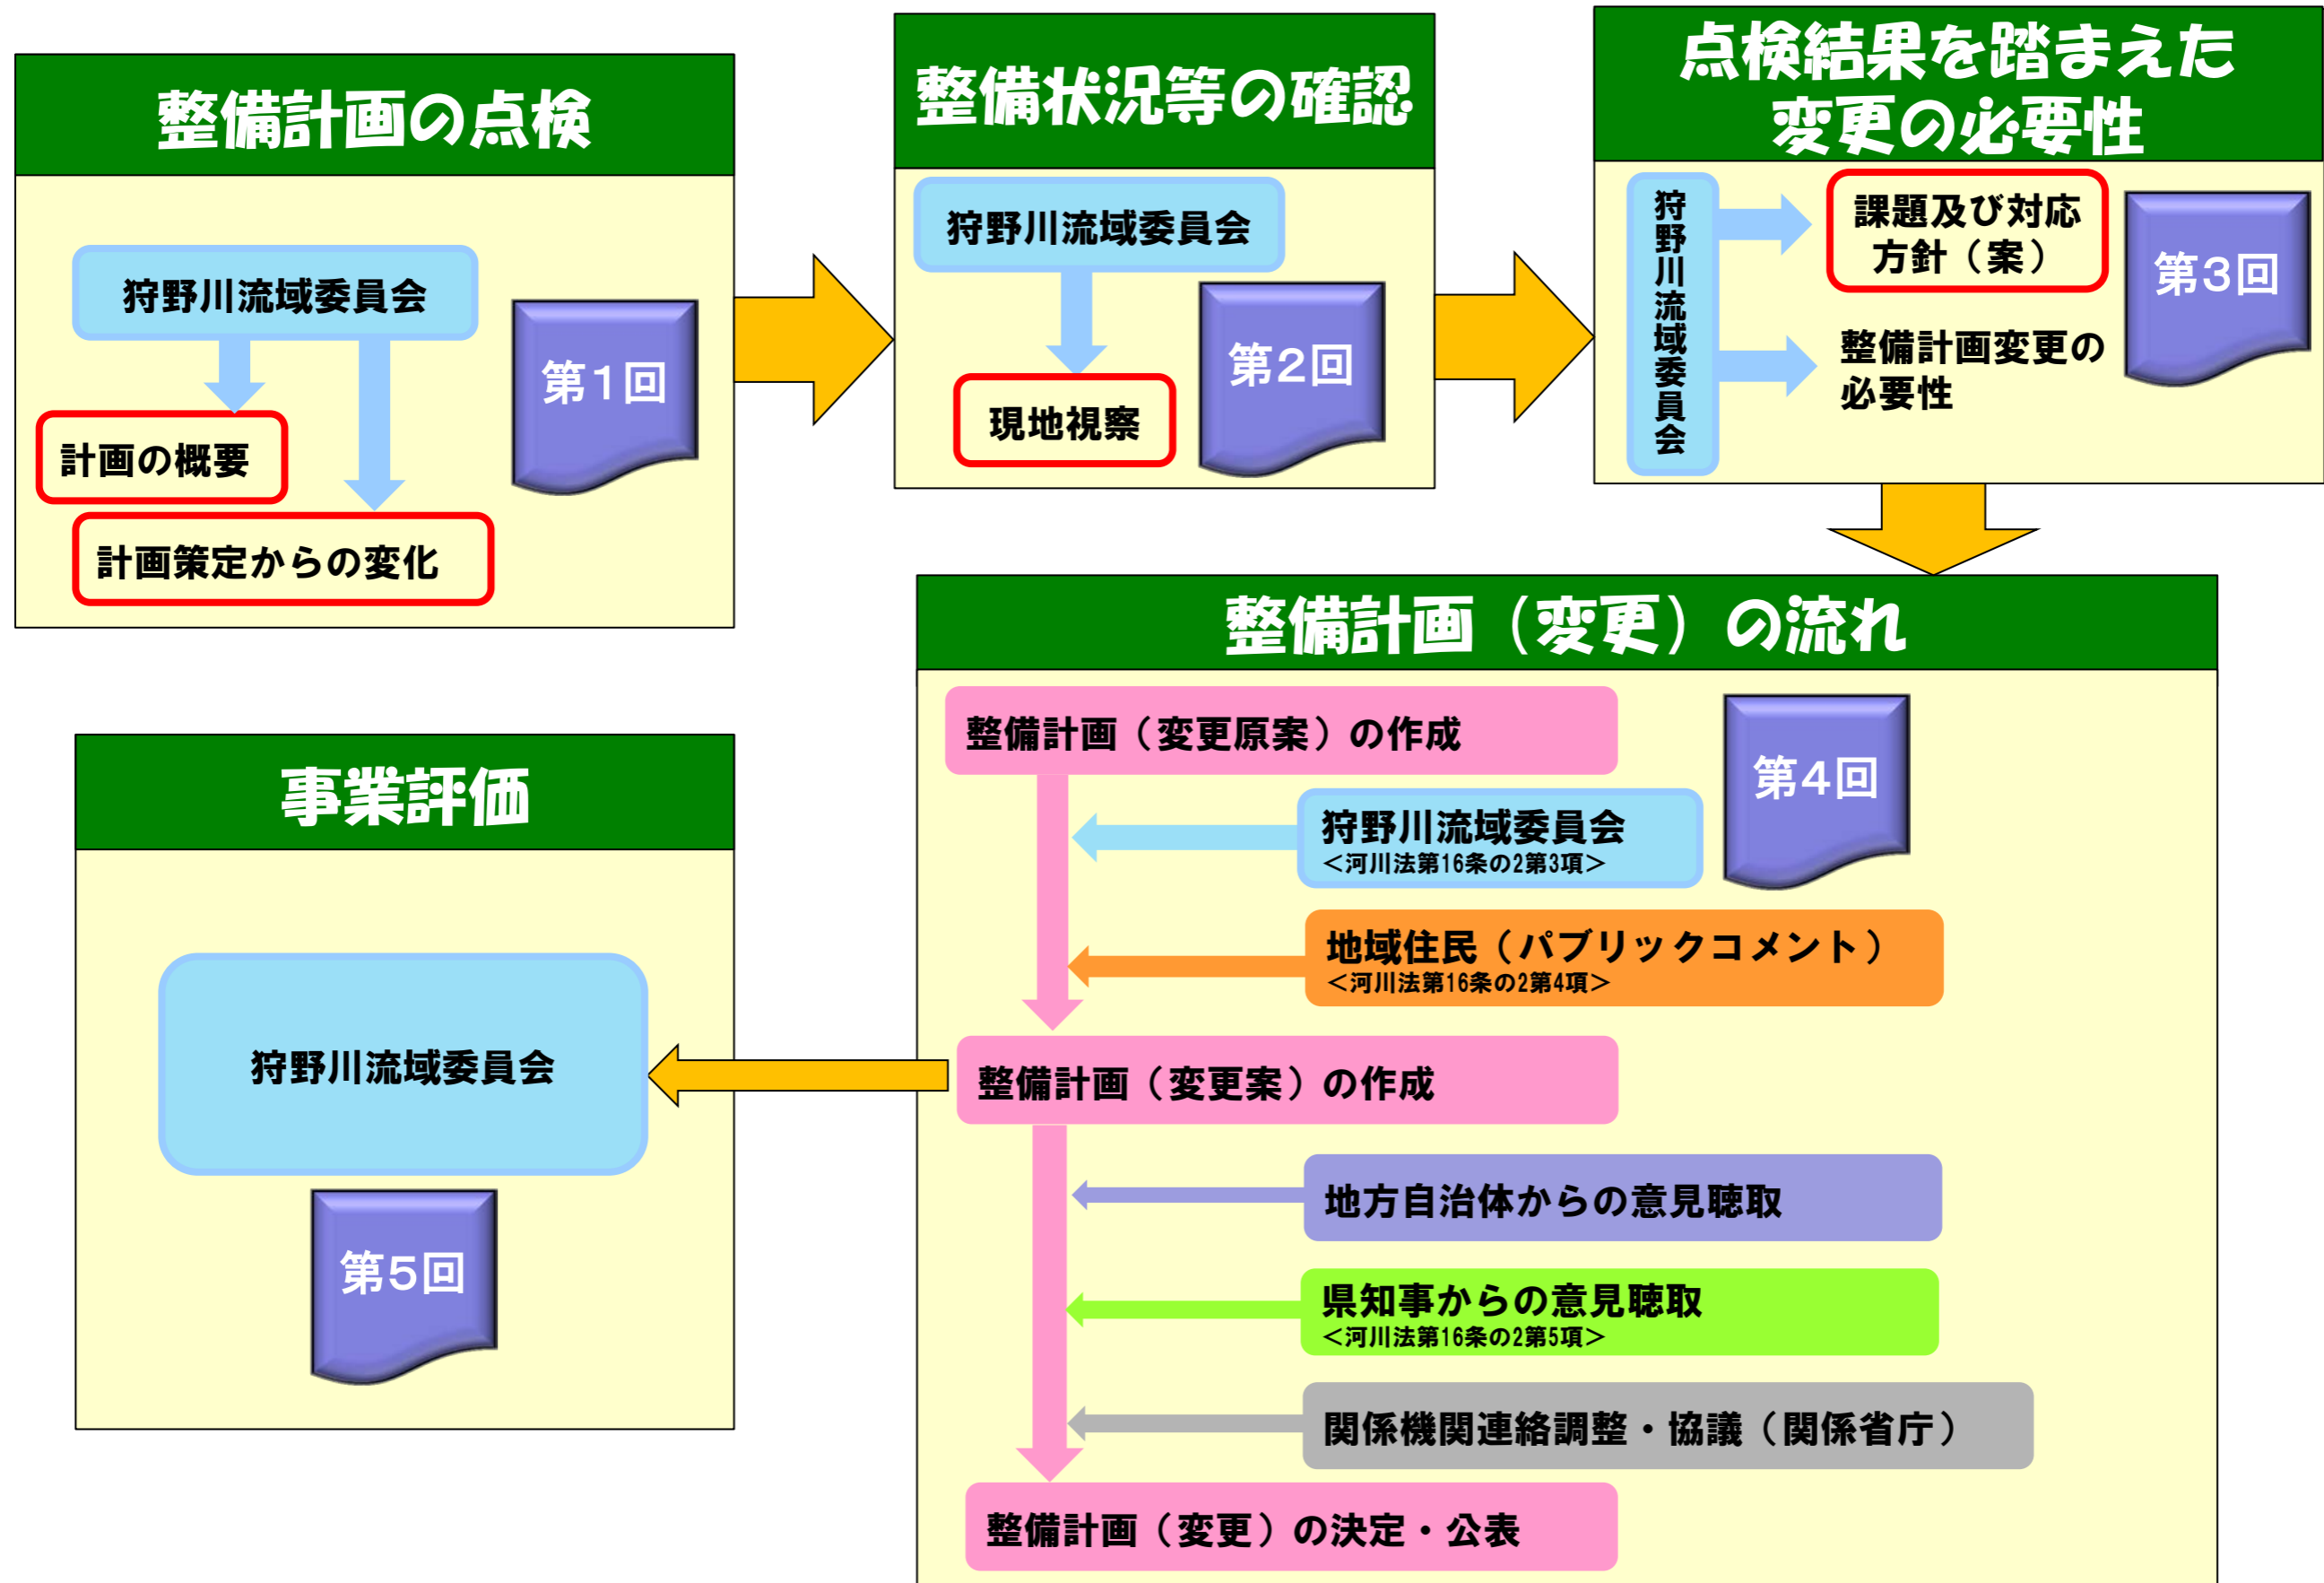 整備計画の点検
狩野川流域委員会
第1回
計画の概要
計画策定からの変化
整備状況等の確認
狩野川流域委員会
第2回
現地視察
点検結果を踏まえた
変更の必要性
狩野川流域委員会
課題及び対応
方針（案）
第3回
整備計画変更の
必要性
整備計画（変更）の流れ
整備計画（変更原案）の作成
第4回
狩野川流域委員会
＜河川法第16条の2第3項＞
地域住民（パブリックコメント）
＜河川法第16条の2第4項＞
整備計画（変更案）の作成
地方自治体からの意見聴取
県知事からの意見聴取
＜河川法第16条の2第5項＞
関係機関連絡調整・協議（関係省庁）
整備計画（変更）の決定・公表
事業評価
狩野川流域委員会
第5回